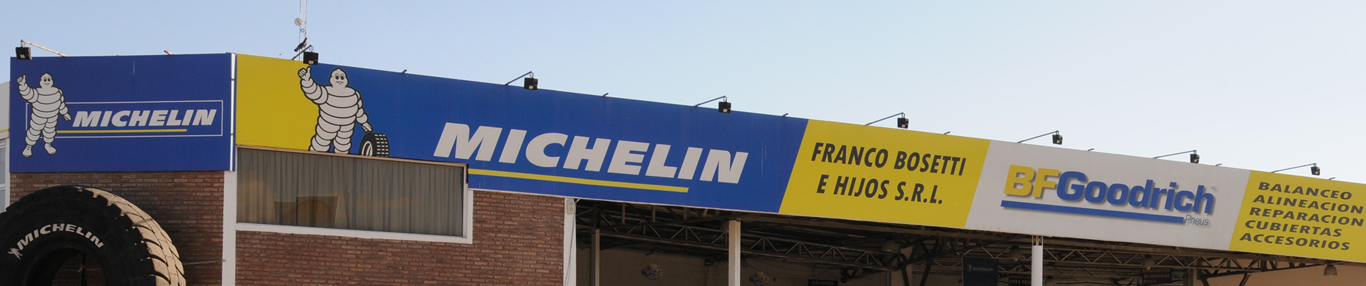 MICHELIN
MICHELIN
FRANCO BOSETTI
E HIJOS S.R.L.
BFGoodrich
Pneus
BALANCEO
ALINEACION
REPARACION
CUBIERTAS
ACCESORIOS
MICHELIN